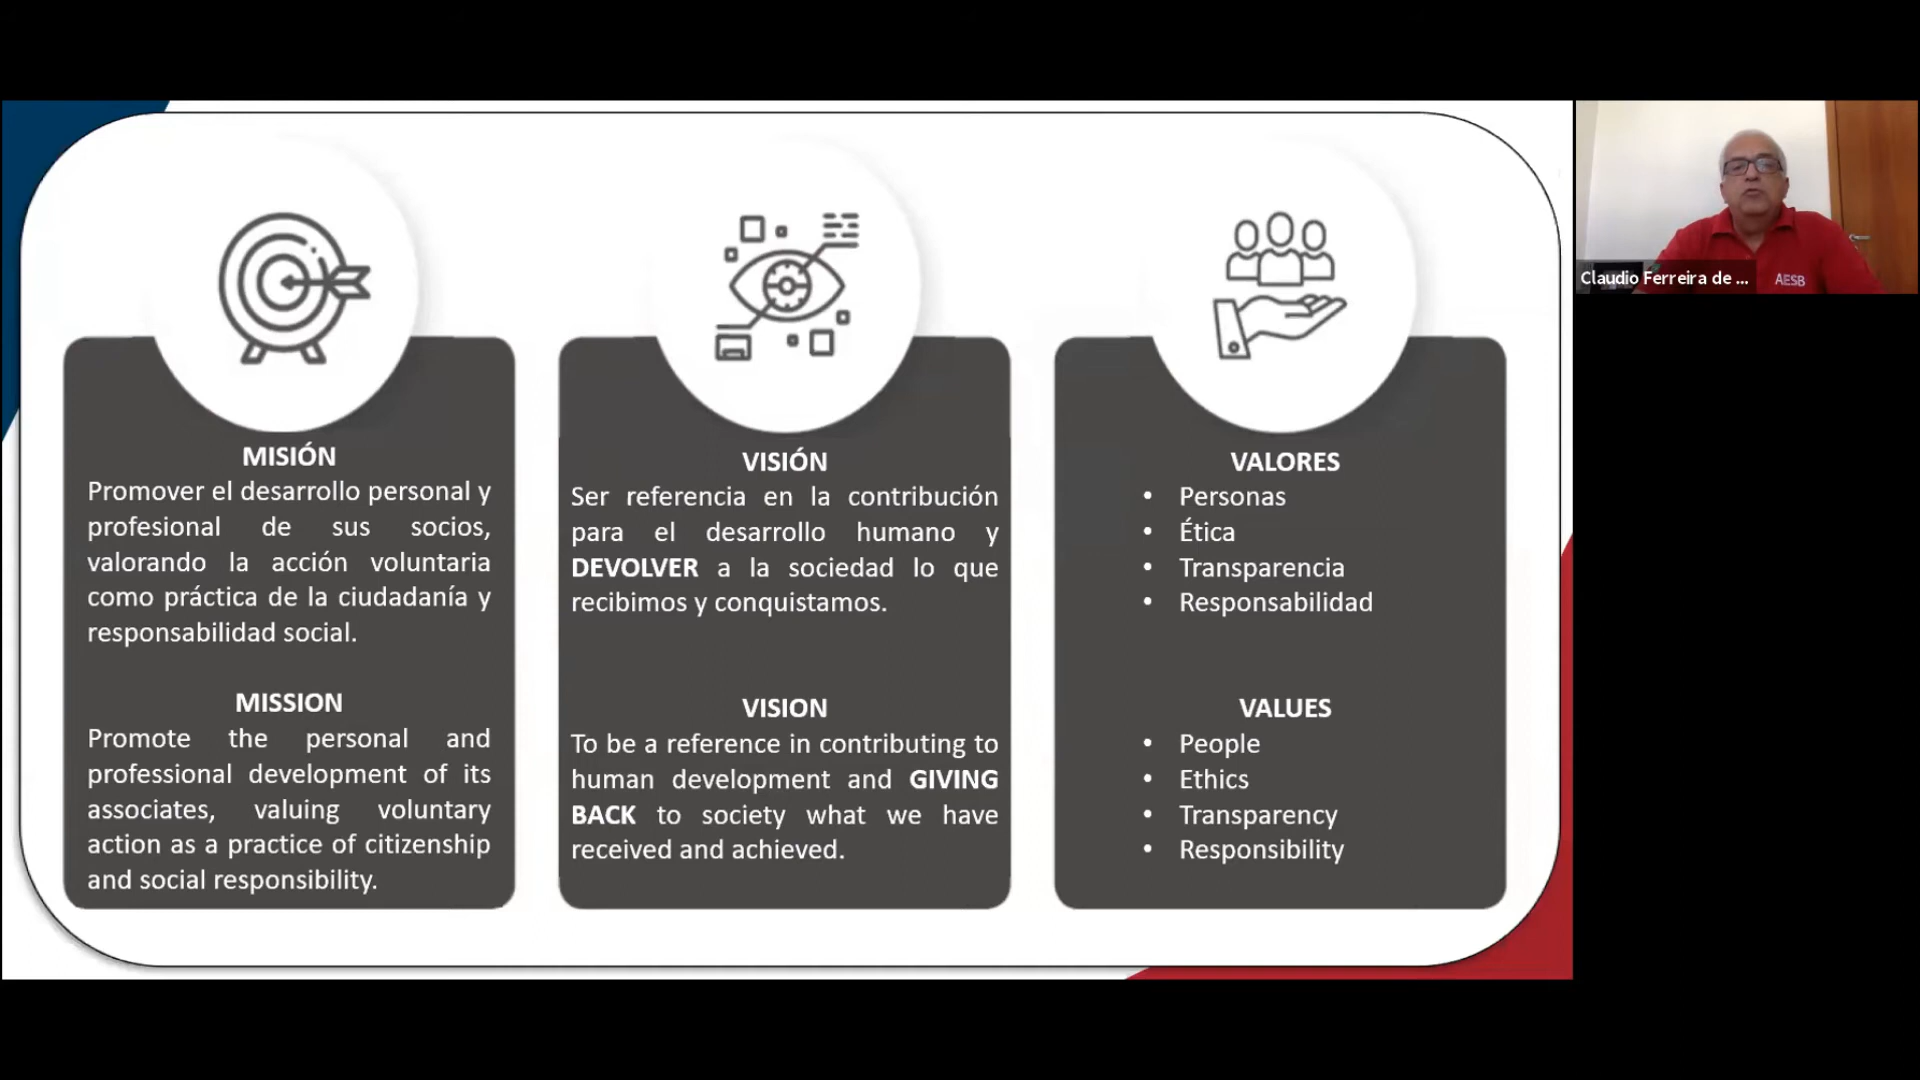 MISIÓN
Promover el desarrollo personal y
profesional de sus socios,
valorando la acción voluntaria
como práctica de la ciudadanía y
responsabilidad social.
MISSION
Promote the personal and
professional development of its
associates, valuing voluntary
action as a practice of citizenship
and social responsibility.
VISIÓN
Ser referencia en la contribución
para el desarrollo humano y
DEVOLVER a la sociedad lo que
recibimos y conquistamos.
VISION
To be a reference in contributing to
human development and GIVING
BACK to society what we have
received and achieved.
VALORES
• Personas
• Ética
• Transparencia
• Responsabilidad
VALUES
• People
• Ethics
• Transparency
• Responsibility
Claudio Ferreira de ...
AESB